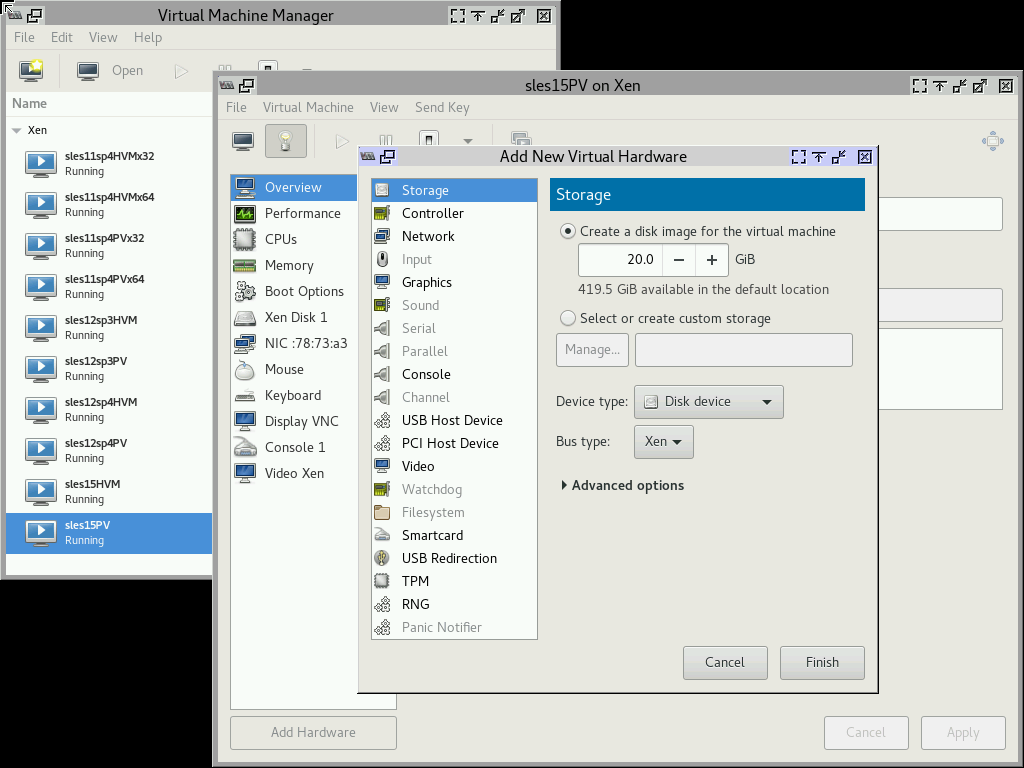 Virtual Machine Manager
File Edit View Help
Open
Name
Xen
sles11sp4HVMx32
Running
sles11sp4HVMx64
Running
sles11sp4PVx32
Running
sles11sp4PVx64
Running
sles12sp3HVM
Running
sles12sp3PV
Running
sles12sp4HVM
Running
sles12sp4PV
Running
sles15HVM
Running
sles15PV
Running
sles15PV on Xen
File Virtual Machine View Send Key
Overview
Performance
CPUs
Memory
Boot Options
Xen Disk 1
NIC :78:73:a3
Mouse
Keyboard
Display VNC
Console 1
Video Xen
Add Hardware
Cancel
Apply
Add New Virtual Hardware
Storage
Controller
Network
Input
Graphics
Sound
Serial
Parallel
Console
Channel
USB Host Device
PCI Host Device
Video
Watchdog
Filesystem
Smartcard
USB Redirection
TPM
RNG
Panic Notifier
Storage
Create a disk image for the virtual machine
20.0 − + GiB
419.5 GiB available in the default location
Select or create custom storage
Manage...
Device type: Disk device
Bus type: Xen
Advanced options
Cancel
Finish